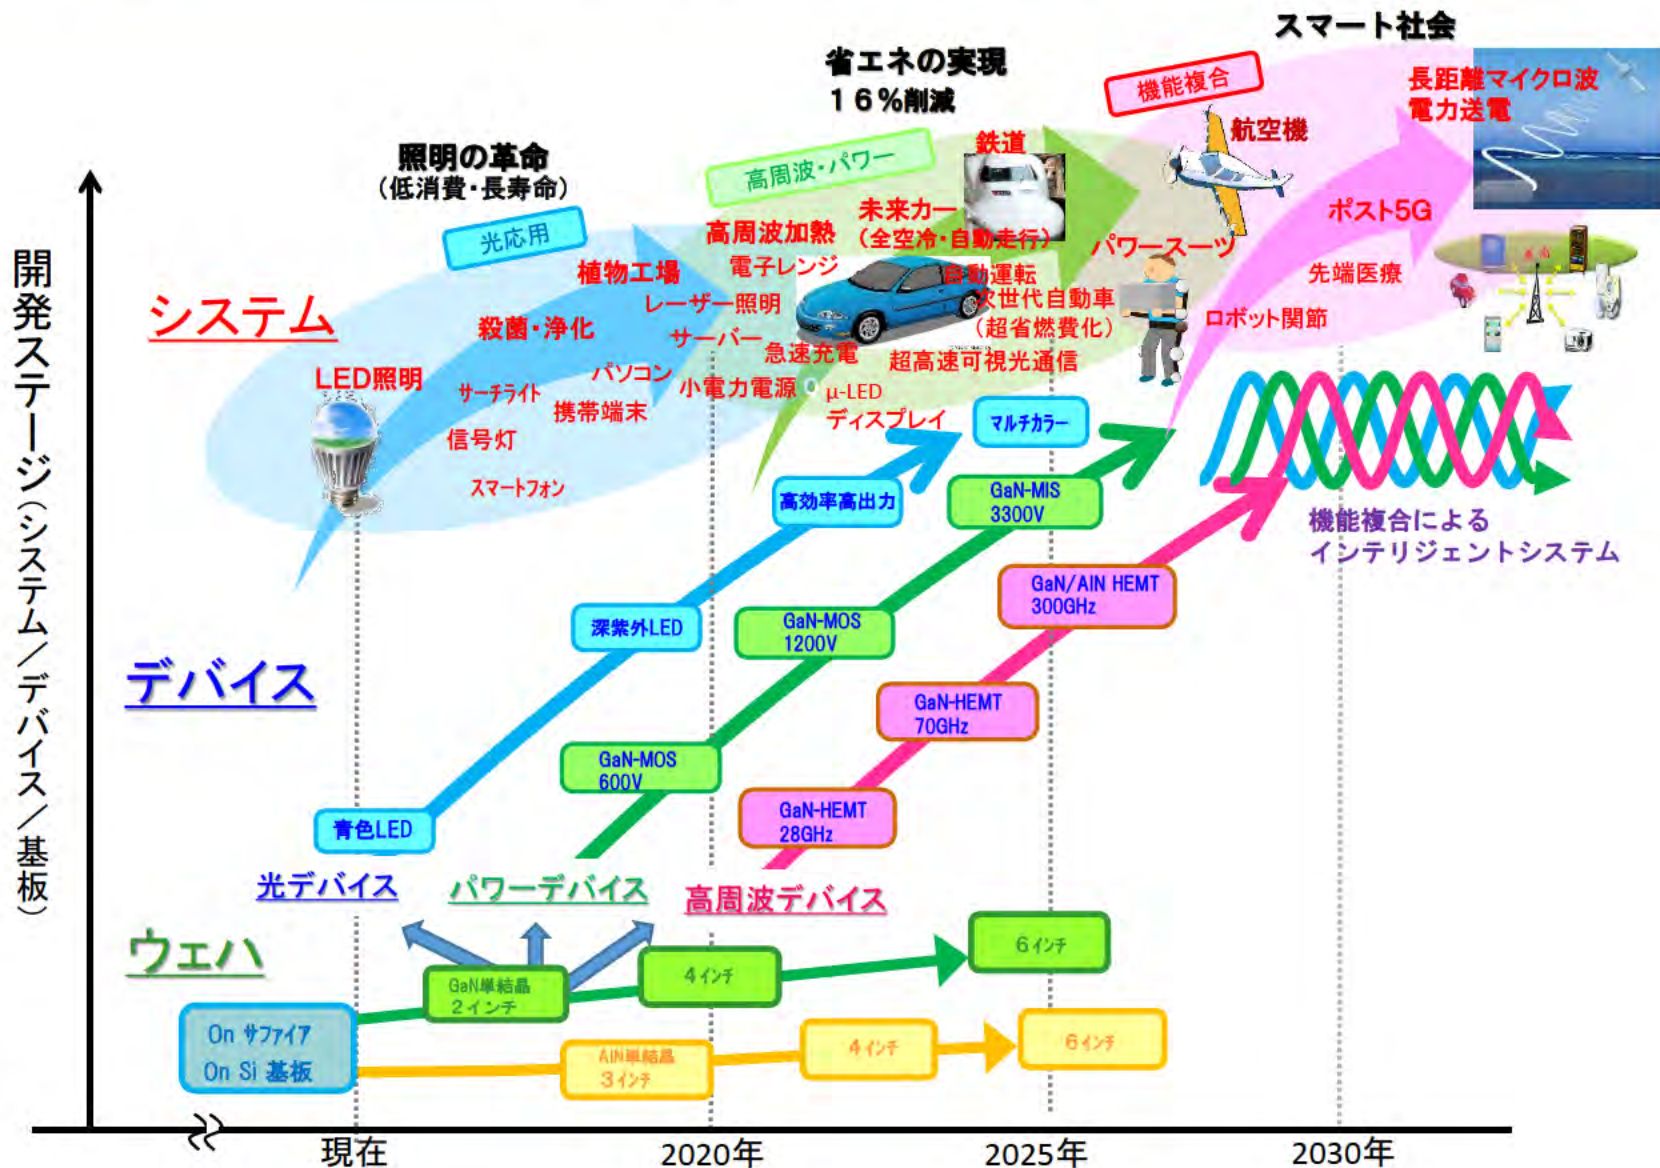 スマート社会
省エネの実現
16%削減
機能複合
長距離マイクロ波
電力送電
照明の革命
(低消費・長寿命)
高周波・パワー
鉄道
航空機
光応用
未来カー
(全空冷・自動走行)
高周波加熱
電子レンジ
ポスト5G
パワースーツ
植物工場
自動運転
先端医療
システム
レーザー照明
次世代自動車
(超省燃費化)
ロボット関節
殺菌・浄化
サーバー
急速充電
超高速可視光通信
LED照明
パソコン
サーチライト
小電力電源
μ-LED
ディスプレイ
携帯端末
信号灯
マルチカラー
スマートフォン
高効率高出力
GaN-MIS
3300V
機能複合による
インテリジェントシステム
開発ステージ(システム/デバイス/基板)
GaN/AlN HEMT
300GHz
深紫外LED
GaN-MOS
1200V
デバイス
GaN-HEMT
70GHz
GaN-MOS
600V
GaN-HEMT
28GHz
青色LED
光デバイス
パワーデバイス
高周波デバイス
ウェハ
6インチ
4インチ
GaN単結晶
2インチ
On サファイア
On Si 基板
AlN単結晶
3インチ
4インチ
6インチ
現在
2020年
2025年
2030年